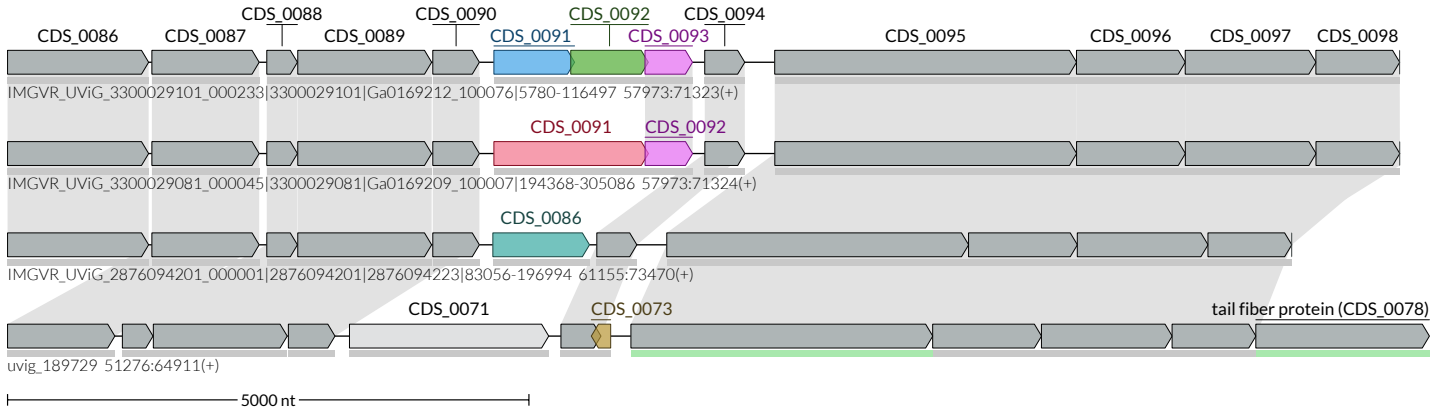 CDS_0088 CDS_0090 CDS_0092 CDS_0094
CDS_0086 CDS_0087 CDS_0089 CDS_0091 CDS_0093 CDS_0095 CDS_0096 CDS_0097 CDS_0098
IMGVR_UViG_3300029101_000233|3300029101|Ga0169212_100076|5780-116497 57973:71323(+)
CDS_0091 CDS_0092
IMGVR_UViG_3300029081_000045|3300029081|Ga0169209_100007|194368-305086 57973:71324(+)
CDS_0086
IMGVR_UViG_2876094201_000001|2876094201|2876094223|83056-196994 61155:73470(+)
CDS_0071 CDS_0073 tail fiber protein (CDS_0078)
uvig_189729 51276:64911(+)
5000 nt